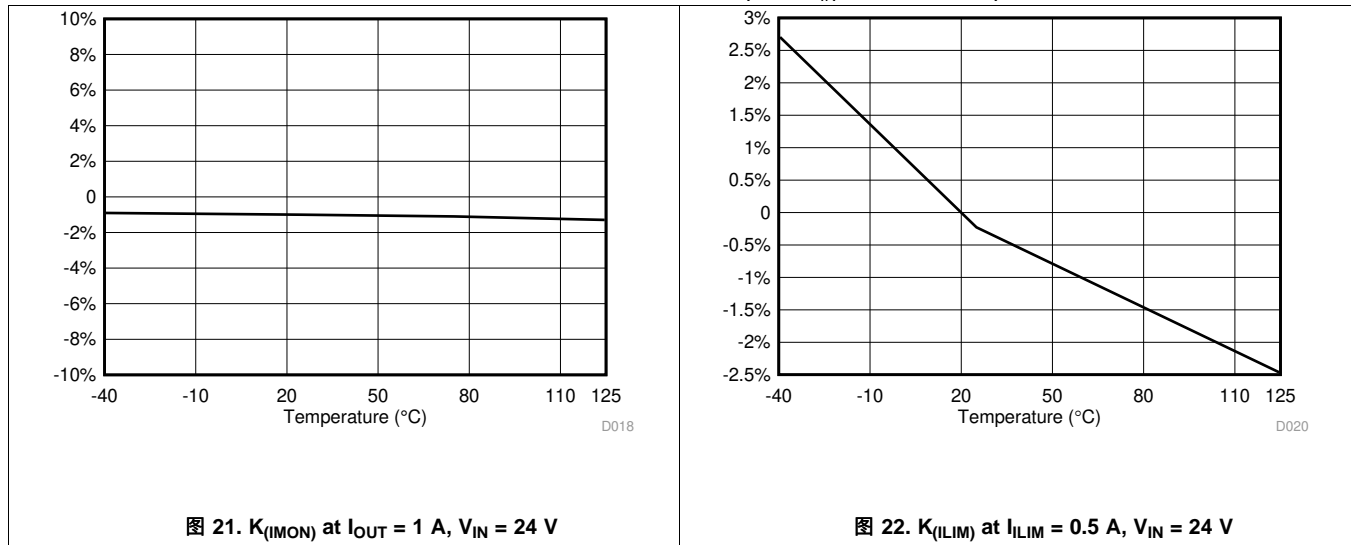 10%
8%
6%
4%
2%
0
-2%
-4%
-6%
-8%
-10%
-40 -10 20 50 80 110 125
Temperature (°C)
D018
图 21. K(IMON) at IOUT = 1 A, VIN = 24 V
3%
2.5%
2%
1.5%
1%
0.5%
0
-0.5%
-1%
-1.5%
-2%
-2.5%
-40 -10 20 50 80 110 125
Temperature (°C)
D020
图 22. K(ILIM) at IILIM = 0.5 A, VIN = 24 V